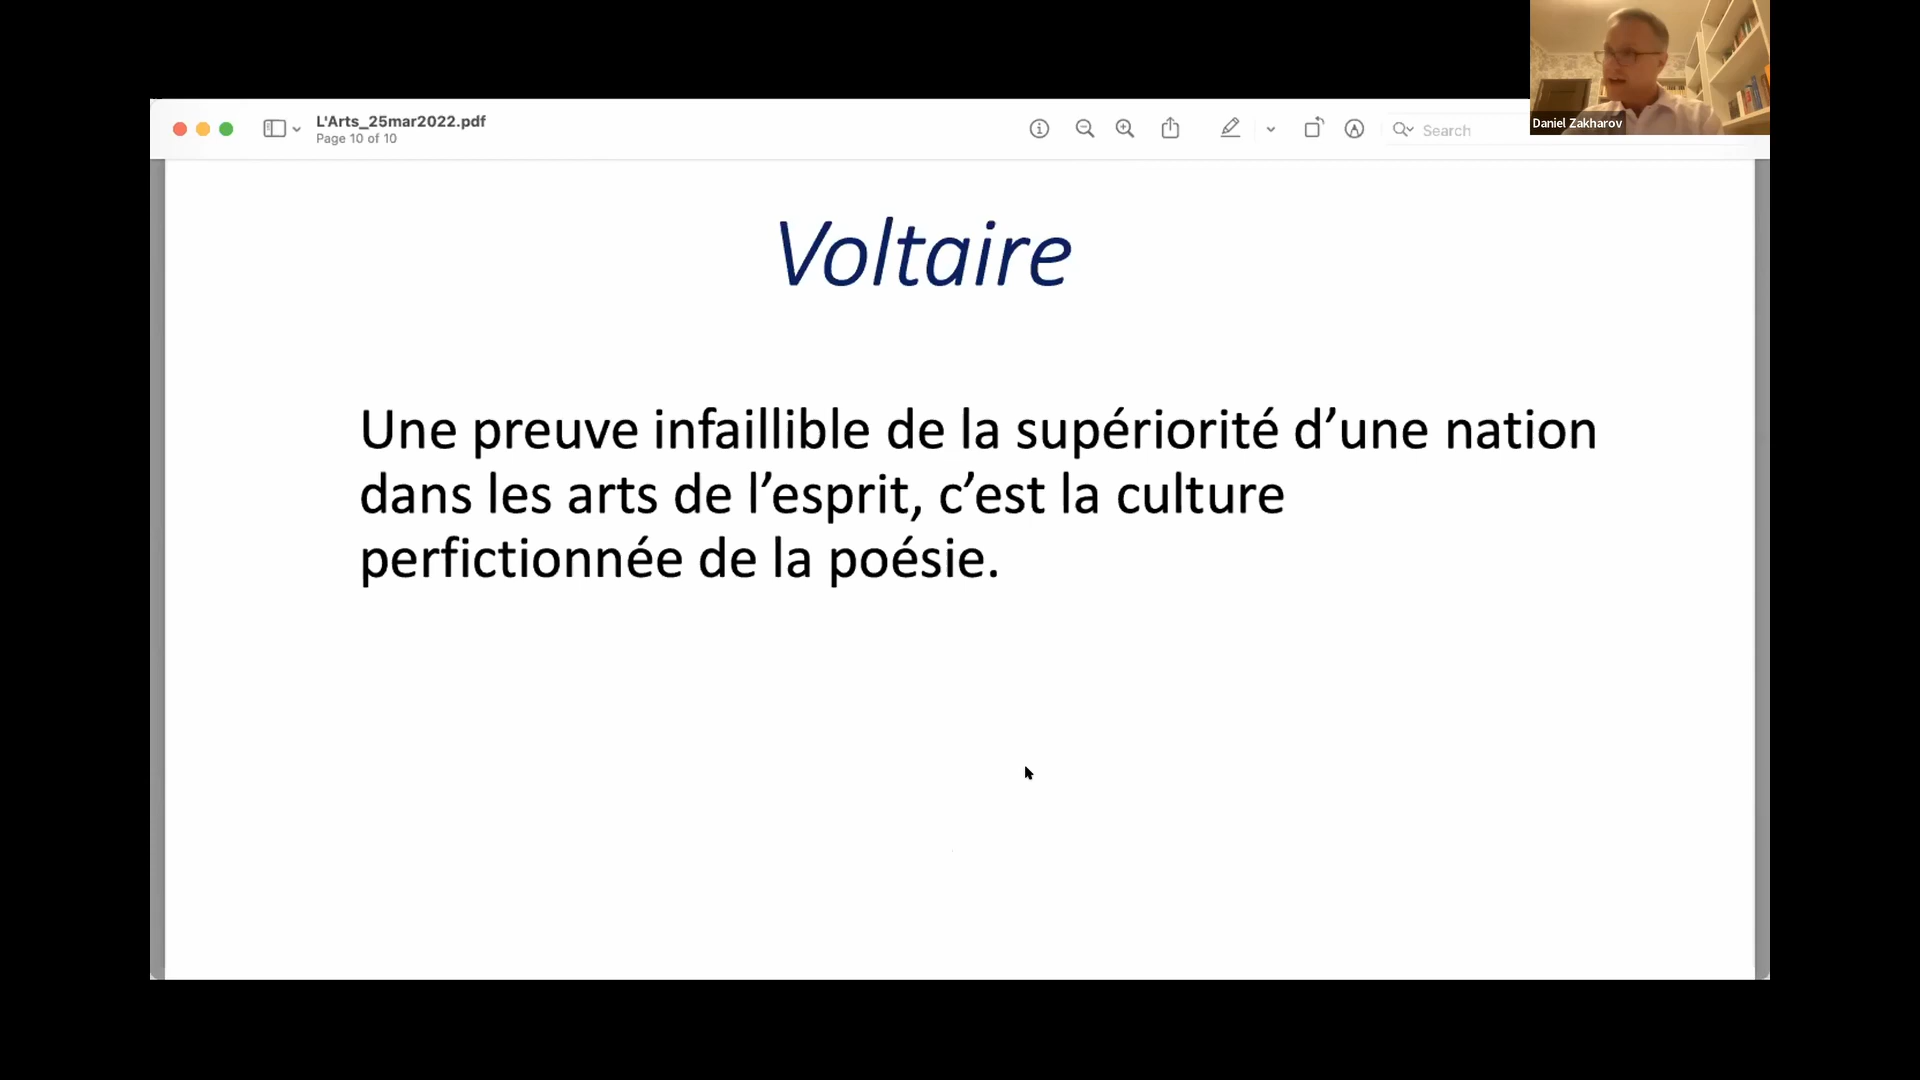 L'Arts_25mar2022.pdf
Page 10 of 10
Search
Daniel Zakharov
Voltaire
Une preuve infaillible de la supériorité d’une nation
dans les arts de l’esprit, c’est la culture
perfictionnée de la poésie.